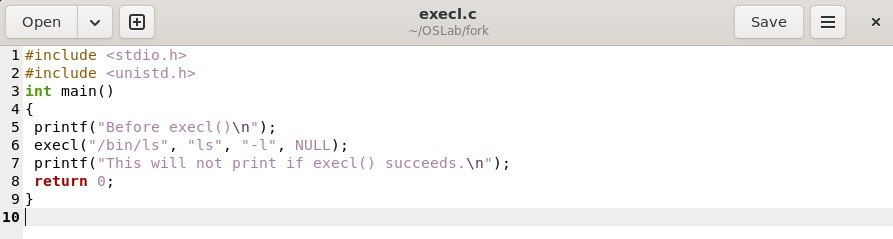 Open execl.c Save
~/OSLab/fork
1 #include <stdio.h>
2 #include <unistd.h>
3 int main()
4 {
5  printf("Before execl()\n");
6  execl("/bin/ls", "ls", "-l", NULL);
7  printf("This will not print if execl() succeeds.\n");
8  return 0;
9 }
10